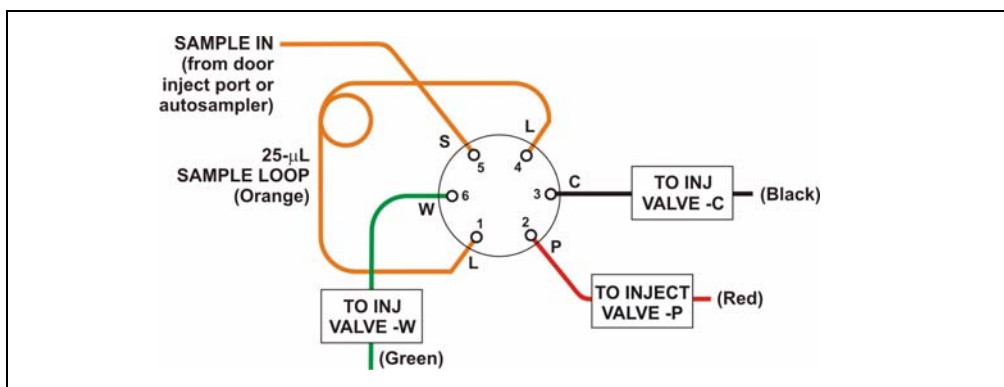 SAMPLE IN
(from door
inject port or
autosampler)
25-μL
SAMPLE LOOP
(Orange)
S
L
5
4
W
6
3
C
1
2
L
P
TO INJ
VALVE -C
(Black)
TO INJECT
VALVE -P
(Red)
TO INJ
VALVE -W
(Green)